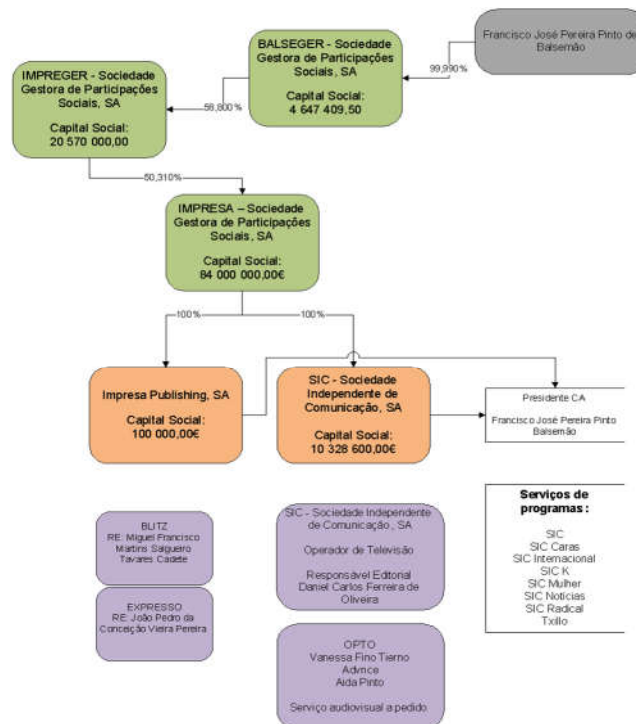 Francisco José Pereira Pinto de
Balsemão
BALSEGER - Sociedade
Gestora de Participações
Sociais, SA
Capital Social:
4 647 409,50
99,990%
IMPREGER - Sociedade
Gestora de Participações
Sociais, SA
Capital Social:
20 570 000,00
58,800%
50,310%
IMPRESA – Sociedade
Gestora de Participações
Sociais, SA
Capital Social:
84 000 000,00€
100%
100%
Impresa Publishing, SA
Capital Social:
100 000,00€
SIC - Sociedade
Independente de
Comunicação, SA
Capital Social:
10 328 600,00€
Presidente CA
Francisco José Pereira Pinto
Balsemão
BLITZ
RE: Miguel Francisco
Martins Salgueiro
Tavares Cadete
EXPRESSO
RE: João Pedro da
Conceição Vieira Pereira
SIC - Sociedade Independente
de Comunicação, SA
Operador de Televisão
Responsável Editorial
Daniel Carlos Ferreira de
Oliveira
OPTO
Vanessa Fino Tierno
Advnce
Aida Pinto
Serviço audiovisual a pedido
Serviços de
programas :
SIC
SIC Caras
SIC Internacional
SIC K
SIC Mulher
SIC Notícias
SIC Radical
Txillo